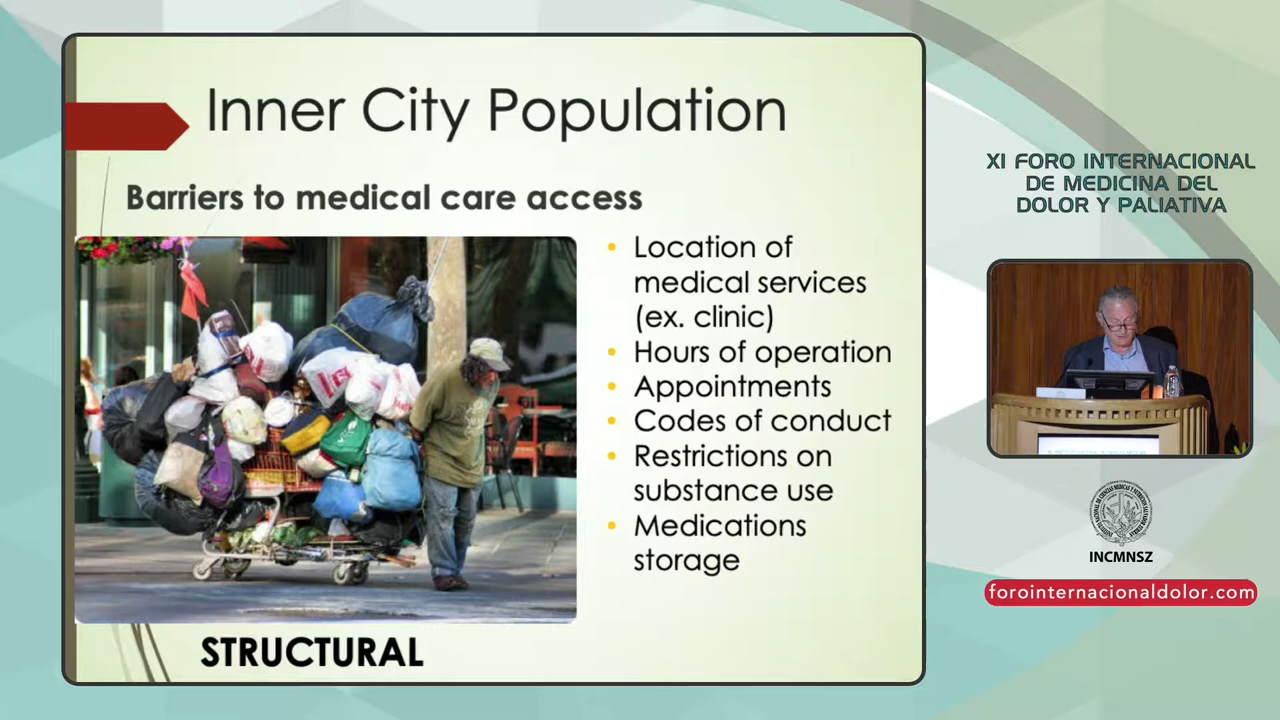 Inner City Population
Barriers to medical care access
• Location of
medical services
(ex. clinic)
• Hours of operation
• Appointments
• Codes of conduct
• Restrictions on
substance use
• Medications
storage
STRUCTURAL
XI FORO INTERNACIONAL
DE MEDICINA DEL
DOLOR Y PALIATIVA
INCMNSZ
forointernacionaldolor.com